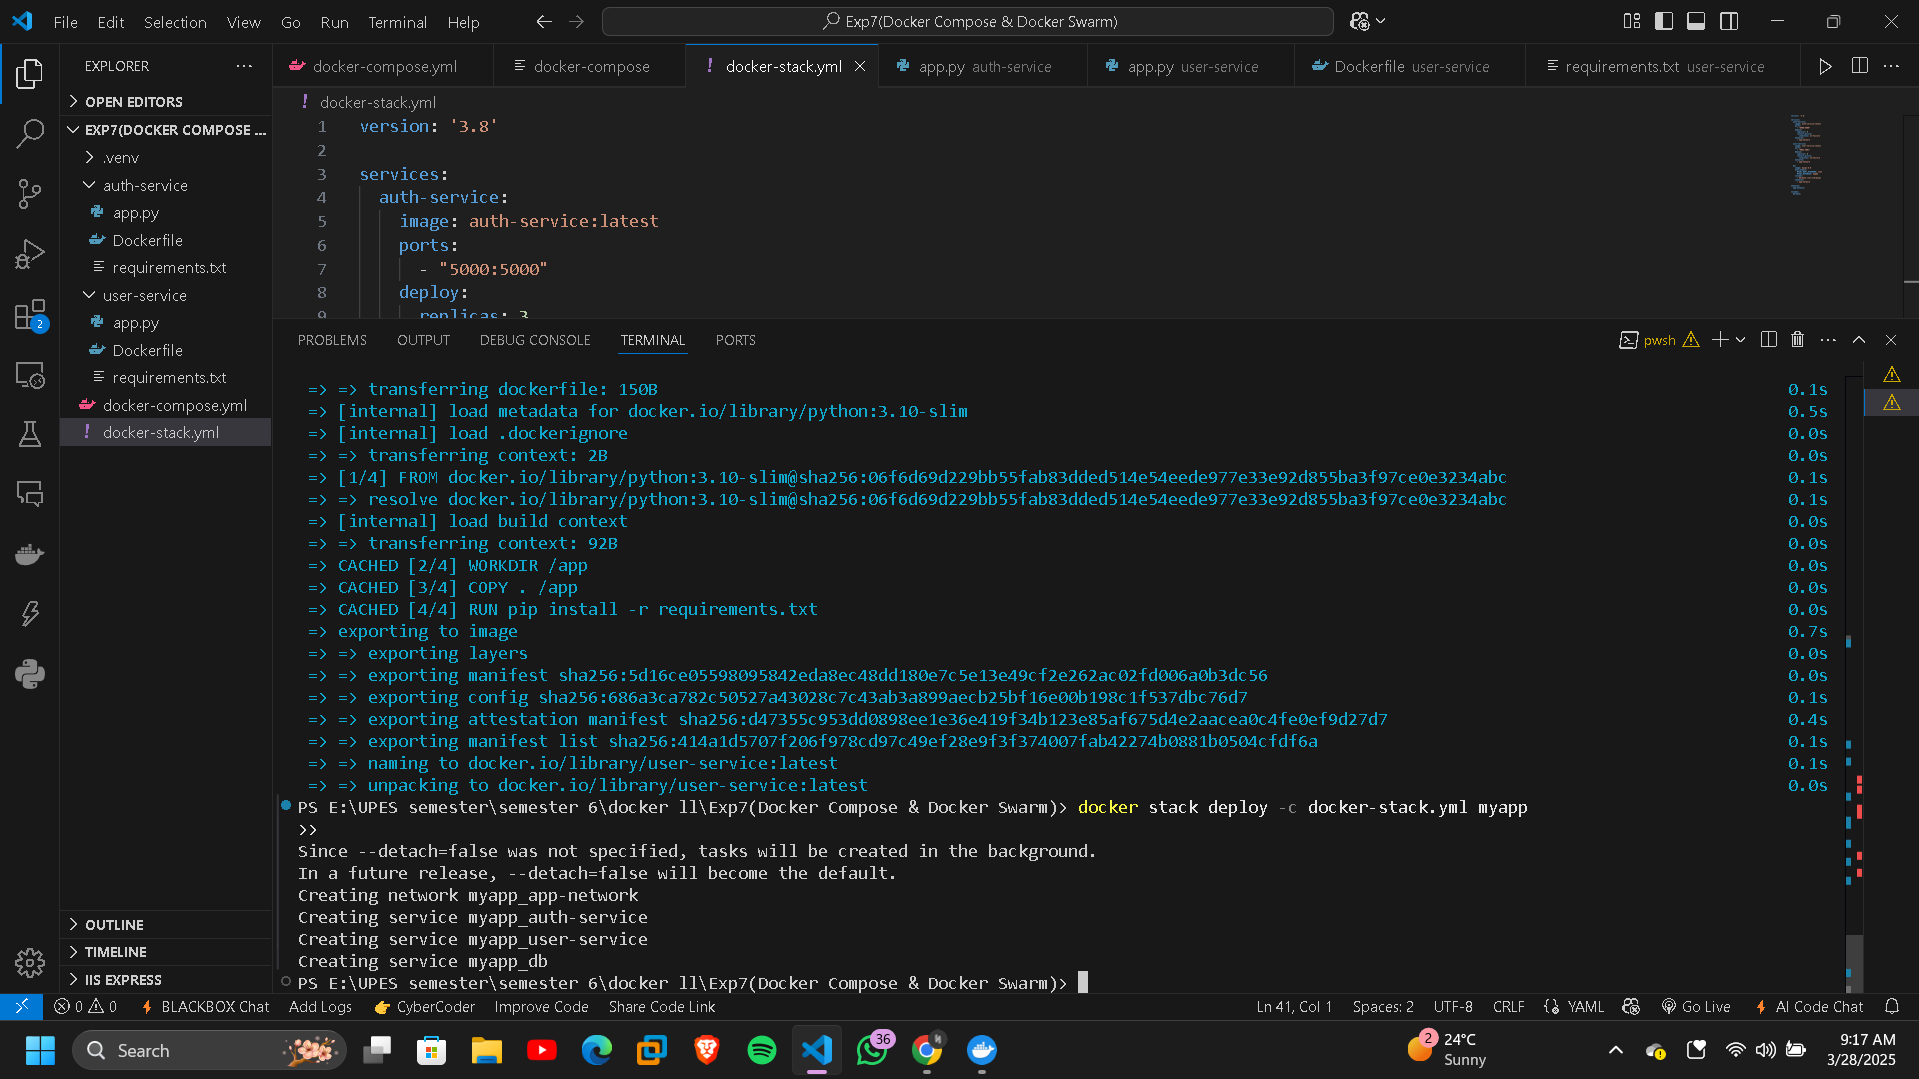 File Edit Selection View Go Run Terminal Help
Exp7(Docker Compose & Docker Swarm)
EXPLORER
OPEN EDITORS
EXP7(DOCKER COMPOSE ...
.venv
auth-service
app.py
Dockerfile
requirements.txt
user-service
app.py
Dockerfile
requirements.txt
docker-compose.yml
docker-stack.yml
OUTLINE
TIMELINE
IIS EXPRESS
2
docker-compose.yml docker-compose docker-stack.yml app.py auth-service app.py user-service Dockerfile user-service requirements.txt user-service
docker-stack.yml
1 version: '3.8'
2
3 services:
4 auth-service:
5 image: auth-service:latest
6 ports:
7 - "5000:5000"
8 deploy:
9 replicas: 3
PROBLEMS OUTPUT DEBUG CONSOLE TERMINAL PORTS
pwsh
=> => transferring dockerfile: 150B 0.1s
=> [internal] load metadata for docker.io/library/python:3.10-slim 0.5s
=> [internal] load .dockerignore 0.0s
=> => transferring context: 2B 0.0s
=> [1/4] FROM docker.io/library/python:3.10-slim@sha256:06f6d69d229bb55fab83dded514e54eede977e33e92d855ba3f97ce0e3234abc 0.1s
=> => resolve docker.io/library/python:3.10-slim@sha256:06f6d69d229bb55fab83dded514e54eede977e33e92d855ba3f97ce0e3234abc 0.1s
=> [internal] load build context 0.0s
=> => transferring context: 92B 0.0s
=> CACHED [2/4] WORKDIR /app 0.0s
=> CACHED [3/4] COPY . /app 0.0s
=> CACHED [4/4] RUN pip install -r requirements.txt 0.0s
=> exporting to image 0.7s
=> => exporting layers 0.0s
=> => exporting manifest sha256:5d16ce05598095842eda8ec48dd180e7c5e13e49cf2e262ac02fd006a0b3dc56 0.0s
=> => exporting config sha256:686a3ca782c50527a43028c7c43ab3a899aecb25bf16e00b198c1f537dbc76d7 0.1s
=> => exporting attestation manifest sha256:d47355c953dd0898ee1e36e419f34b123e85af675d4e2aacea0c4fe0ef9d27d7 0.4s
=> => exporting manifest list sha256:414a1d5707f206f978cd97c49ef28e9f3f374007fab42274b0881b0504cfdf6a 0.1s
=> => naming to docker.io/library/user-service:latest 0.1s
=> => unpacking to docker.io/library/user-service:latest 0.0s
PS E:\UPES semester\semester 6\docker ll\Exp7(Docker Compose & Docker Swarm)> docker stack deploy -c docker-stack.yml myapp
>>
Since --detach=false was not specified, tasks will be created in the background.
In a future release, --detach=false will become the default.
Creating network myapp_app-network
Creating service myapp_auth-service
Creating service myapp_user-service
Creating service myapp_db
PS E:\UPES semester\semester 6\docker ll\Exp7(Docker Compose & Docker Swarm)>
0 0 BLACKBOX Chat Add Logs CyberCoder Improve Code Share Code Link Ln 41, Col 1 Spaces: 2 UTF-8 CRLF YAML Go Live AI Code Chat
Search
36
2
24°C
Sunny
9:17 AM
3/28/2025